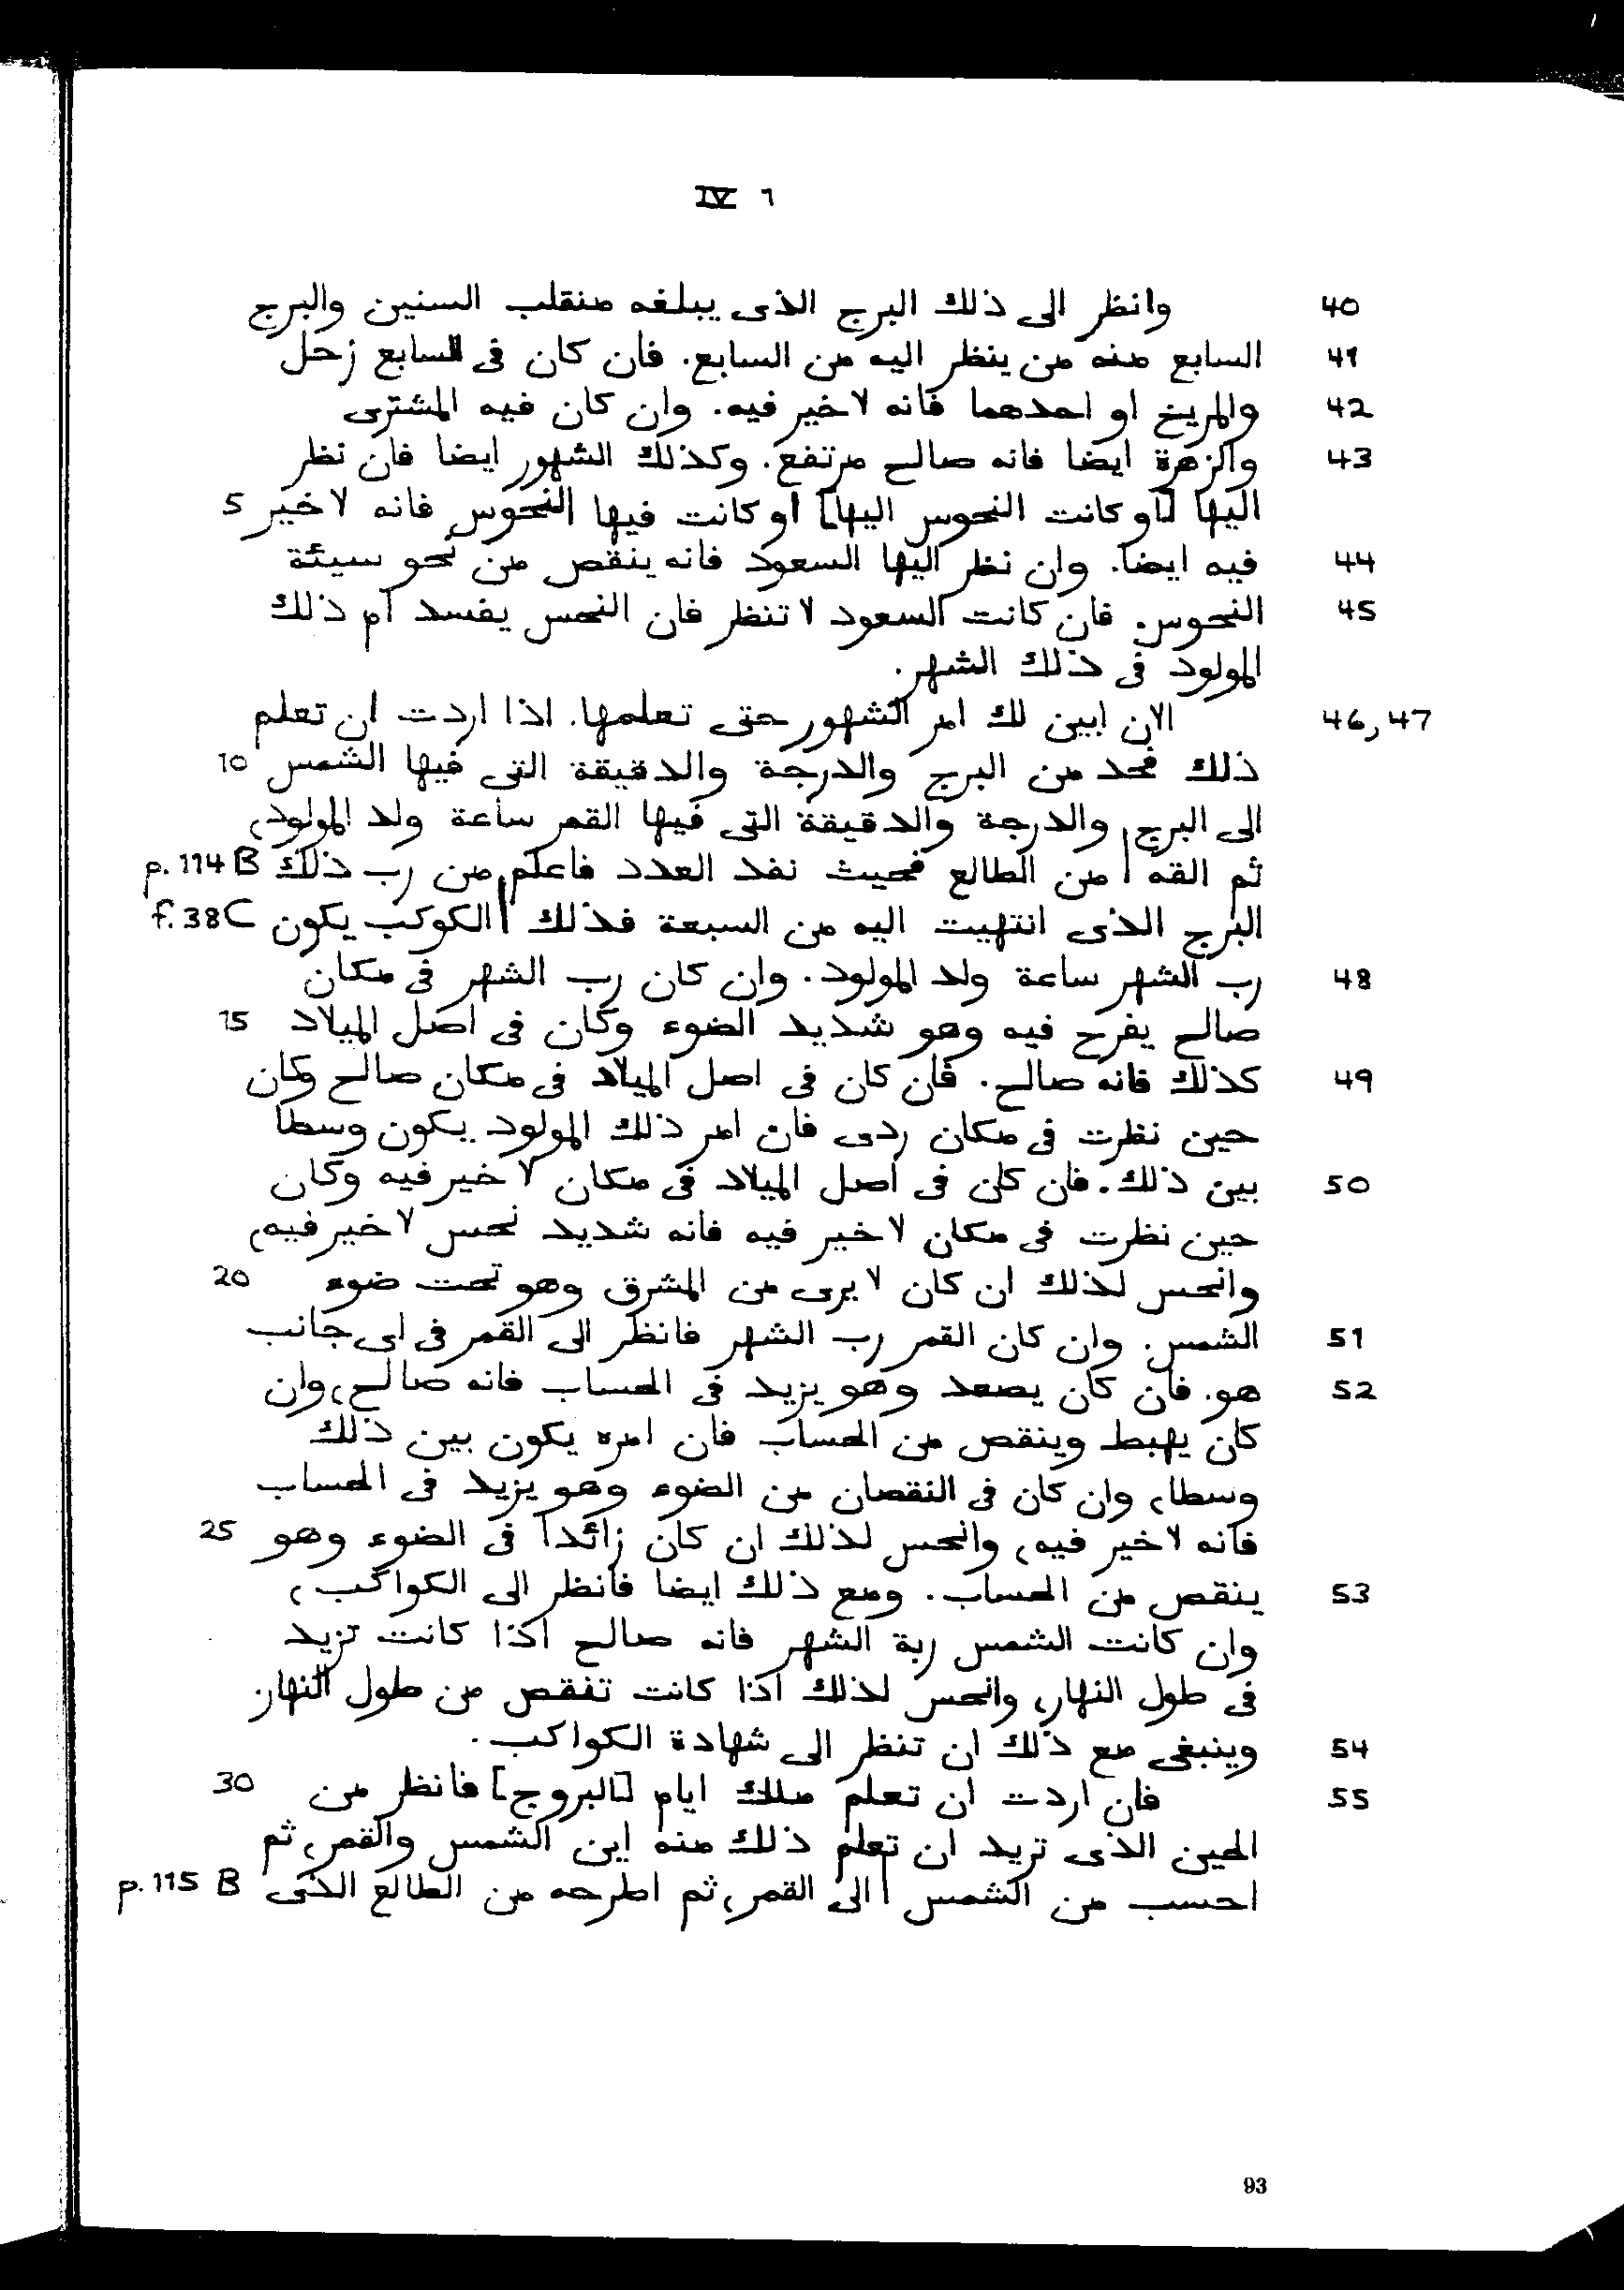 IV ٦
40 وانظر الى ذلك البرج الذى يبلغه منقلب السنين والبرج
41 السابع منه من ينظر اليه من السابع. فان كان فى السابع زحل
42 والمريخ او احدهما فانه لا خير فيه. وان كان فيه المشترى
43 والزهرة ايضا فانه صالح مرتفع. وكذلك الشهور ايضا فان نظر
اليها [او كانت النحوس اليها] او كانت فيها النحوس فانه لا خير 5
44 فيه ايضا. وان نظر اليها السعود فانه ينقص من نحو سيئة
45 النحوس. فان كانت السعود لا تنظر فان النحس يفسد ام ذلك
المولود فى ذلك الشهر.
46,47 الان ابين لك امر الشهور حتى تعلمها. اذا اردت ان تعلم
ذلك فحد من البرج والدرجة والدقيقة التى فيها الشمس 10
الى البرج والدرجة والدقيقة التى فيها القمر ساعة ولد المولود،
ثم القه | من الطالع فحيث نفد العدد فاعلم من رب ذلك p. 114 B
البرج الذى انتهيت اليه من السبعة فذلك | الكوكب يكون f. 38C
48 رب الشهر ساعة ولد المولود. وان كان رب الشهر فى مكان
صالح يفرح فيه وهو شديد الضوء وكان فى اصل الميلاد 15
49 كذلك فانه صالح. فان كان فى اصل الميلاد فى مكان صالح وكان
حين نظرت فى مكان ردى فان امر ذلك المولود يكون وسطا
50 بين ذلك. فان كان فى اصل الميلاد فى مكان لا خير فيه وكان
حين نظرت فى مكان لا خير فيه فانه شديد نحس لا خير فيه،
وانحس لذلك ان كان لا يرى من المشرق وهو تحت ضوء 20
51 الشمس. وان كان القمر رب الشهر فانظر الى القمر فى اى جانب
52 هو. فان كان يصعد وهو يزيد فى الحساب فانه صالح، وان
كان يهبط وينقص من الحساب فان امره يكون بين ذلك
وسطا، وان كان فى النقصان من الضوء وهو يزيد فى الحساب
فانه لا خير فيه، وانحس لذلك ان كان زائدا فى الضوء وهو 25
53 ينقص من الحساب. ومع ذلك ايضا فانظر الى الكواكب،
وان كانت الشمس ربة الشهر فانه صالح اذا كانت تزيد
فى طول النهار، وانحس لذلك اذا كانت تنقص من طول النهار
54 وينبغى مع ذلك ان تنظر الى شهادة الكواكب.
55 فان اردت ان تعلم ملك ايام [البروج] فانظر من 30
الحين الذى تريد ان تعلم ذلك منه اين الشمس والقمر، ثم
احسب من الشمس | الى القمر، ثم اطرحه من الطالع الذى p. 115 B
93